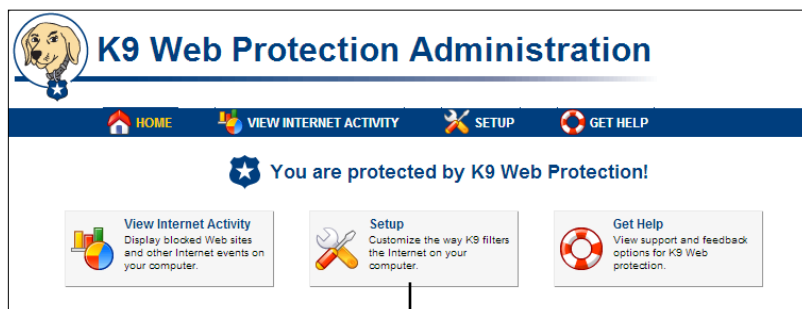 K9 Web Protection Administration
HOME VIEW INTERNET ACTIVITY SETUP GET HELP
You are protected by K9 Web Protection!
View Internet Activity
Display blocked Web sites
and other Internet events on
your computer.
Setup
Customize the way K9 filters
the Internet on your
computer.
Get Help
View support and feedback
options for K9 Web
protection.